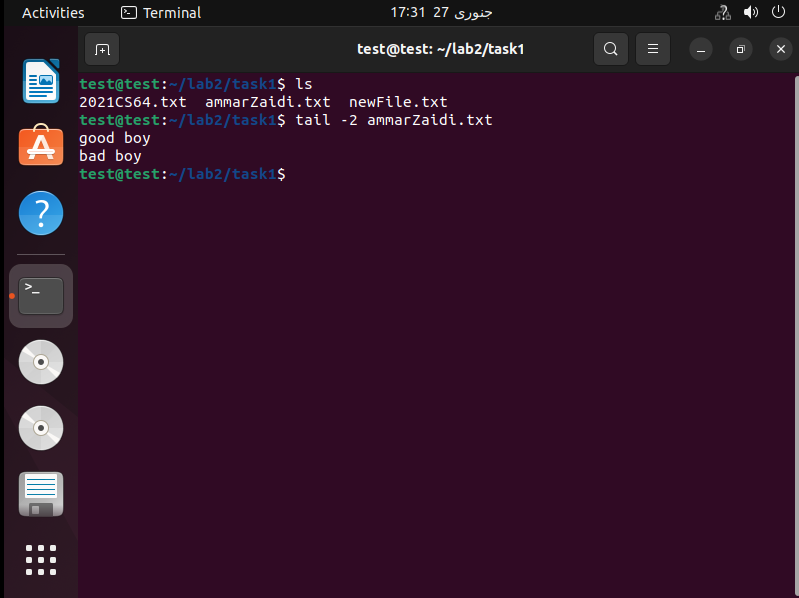 Activities Terminal 17:31 27 جنوری
test@test: ~/lab2/task1
test@test:~/lab2/task1$ ls
2021CS64.txt ammarZaidi.txt newFile.txt
test@test:~/lab2/task1$ tail -2 ammarZaidi.txt
good boy
bad boy
test@test:~/lab2/task1$